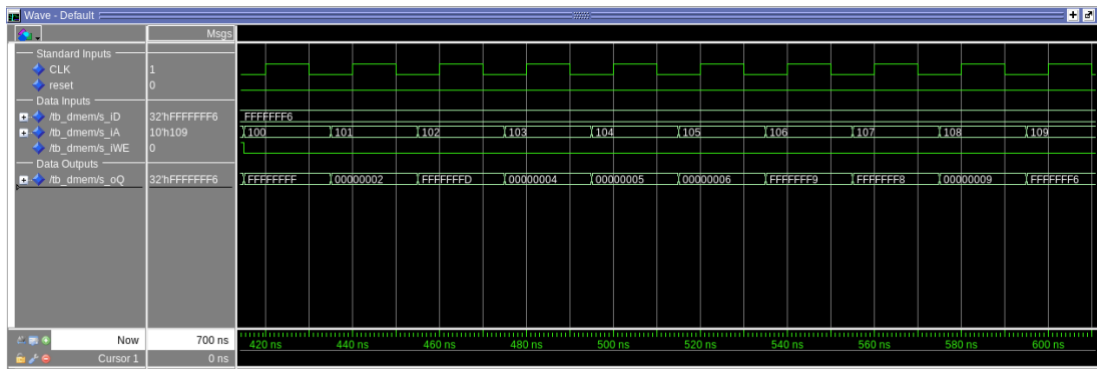 Wave - Default
Msgs
Standard Inputs
CLK 1
reset 0
Data Inputs
/tb_dmem/s_iD 32'hFFFFFFF6 FFFFFFF6
/tb_dmem/s_iA 10'h109 100 101 102 103 104 105 106 107 108 109
/tb_dmem/s_iWE 0
Data Outputs
/tb_dmem/s_oQ 32'hFFFFFFF6 FFFFFFFF 00000002 FFFFFFFD 00000004 00000005 00000006 FFFFFFF9 FFFFFFF8 00000009 FFFFFFF6
Now 700 ns 420 ns 440 ns 460 ns 480 ns 500 ns 520 ns 540 ns 560 ns 580 ns 600 ns
Cursor 1 0 ns